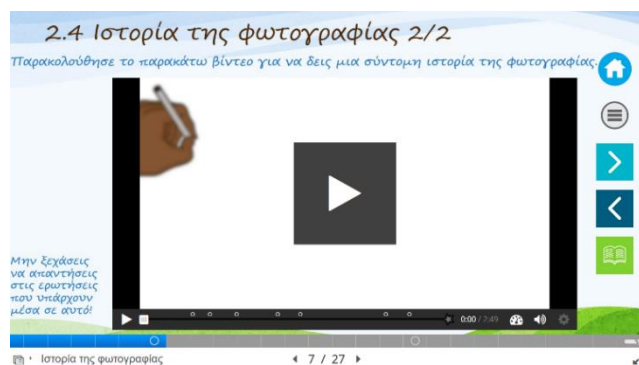 2.4 Ιστορία της φωτογραφίας 2/2
Παρακολούθησε το παρακάτω βίντεο για να δεις μια σύντομη ιστορία της φωτογραφίας.
Μην ξεχάσεις
να απαντήσεις
στις ερωτήσεις
που υπάρχουν
μέσα σε αυτό!
0:00 / 2:49
Ιστορία της φωτογραφίας
7 / 27